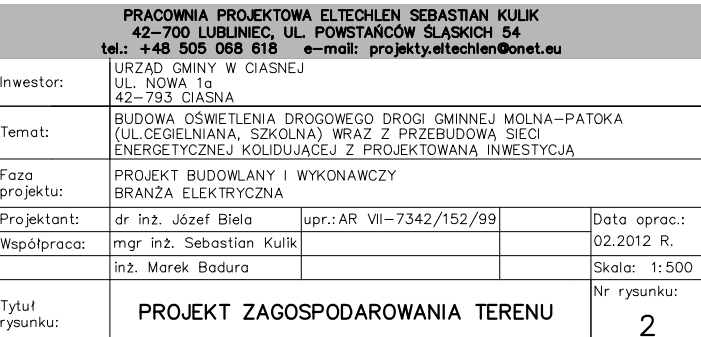 PRACOWNIA PROJEKTOWA ELTECHLEN SEBASTIAN KULIK
42-700 LUBLINIEC, UL. POWSTAŃCÓW ŚLĄSKICH 54
tel.: +48 505 068 618 e-mail: projekty.eltechlen@onet.eu
Inwestor:
URZĄD GMINY W CIASNEJ
UL. NOWA 1a
42-793 CIASNA
Temat:
BUDOWA OŚWIETLENIA DROGOWEGO DROGI GMINNEJ MOLNA-PATOKA
(UL.CEGIELNIANA, SZKOLNA) WRAZ Z PRZEBUDOWĄ SIECI
ENERGETYCZNEJ KOLIDUJĄCEJ Z PROJEKTOWANĄ INWESTYCJĄ
Faza
projektu:
PROJEKT BUDOWLANY I WYKONAWCZY
BRANŻA ELEKTRYCZNA
Projektant: dr inż. Józef Biela upr.:AR VII-7342/152/99 Data oprac.:
Współpraca: mgr inż. Sebastian Kulik 02.2012 R.
inż. Marek Badura Skala: 1:500
Tytuł
rysunku:
PROJEKT ZAGOSPODAROWANIA TERENU
Nr rysunku:
2